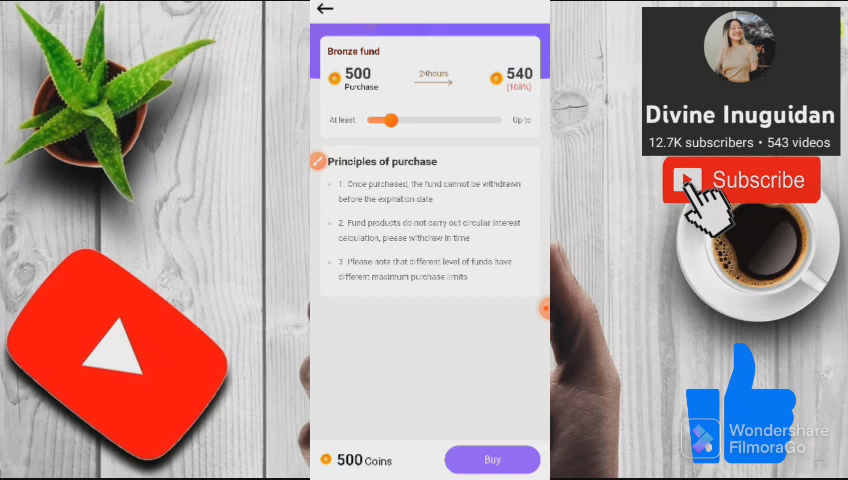 Bronze fund
500
Purchase
24hours
540
(108%)
At least
Up to
Principles of purchase
1. Once purchased, the fund cannot be withdrawn
before the expiration date
2. Fund products do not carry out circular interest
calculation, please withdraw in time
3. Please note that different level of funds have
different maximum purchase limits
500 Coins
Buy
Divine Inuguidan
12.7K subscribers • 543 videos
Subscribe
Wondershare
FilmoraGo